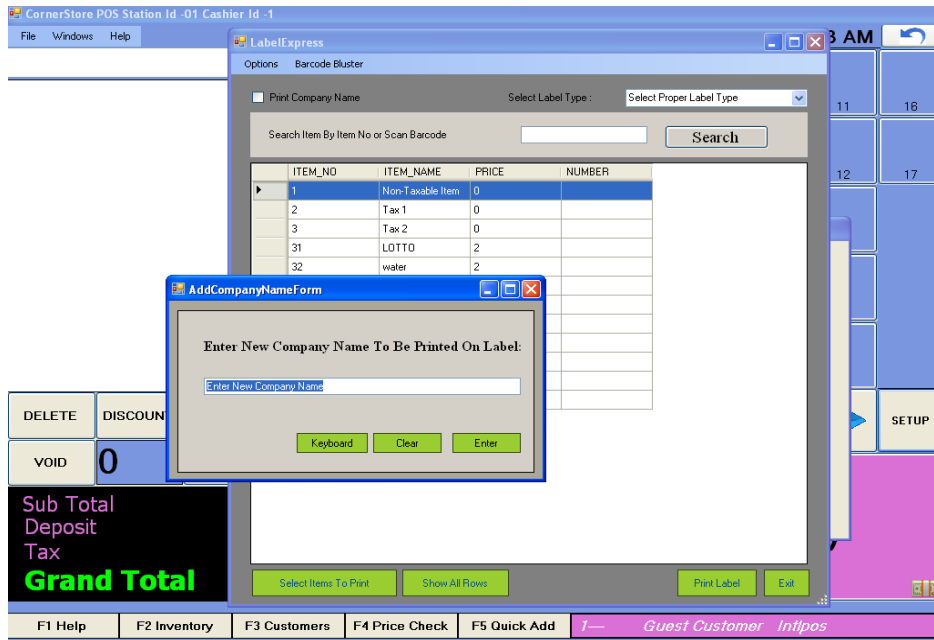 CornerStore POS Station Id -01 Cashier Id -1
File Windows Help
LabelExpress
3 AM
Options Barcode Bluster
Print Company Name Select Label Type : Select Proper Label Type
11 16
Search Item By Item No or Scan Barcode Search
ITEM_NO ITEM_NAME PRICE NUMBER
12 17
1 Non-Taxable Item 0
2 Tax 1 0
3 Tax 2 0
31 LOTTO 2
32 water 2
AddCompanyNameForm
Enter New Company Name To Be Printed On Label:
Enter New Company Name
DELETE DISCOUN SETUP
Keyboard Clear Enter
VOID 0
Sub Total
Deposit
Tax
Grand Total
Select Items To Print Show All Rows Print Label Exit
F1 Help F2 Inventory F3 Customers F4 Price Check F5 Quick Add 1— Guest Customer Intlpos